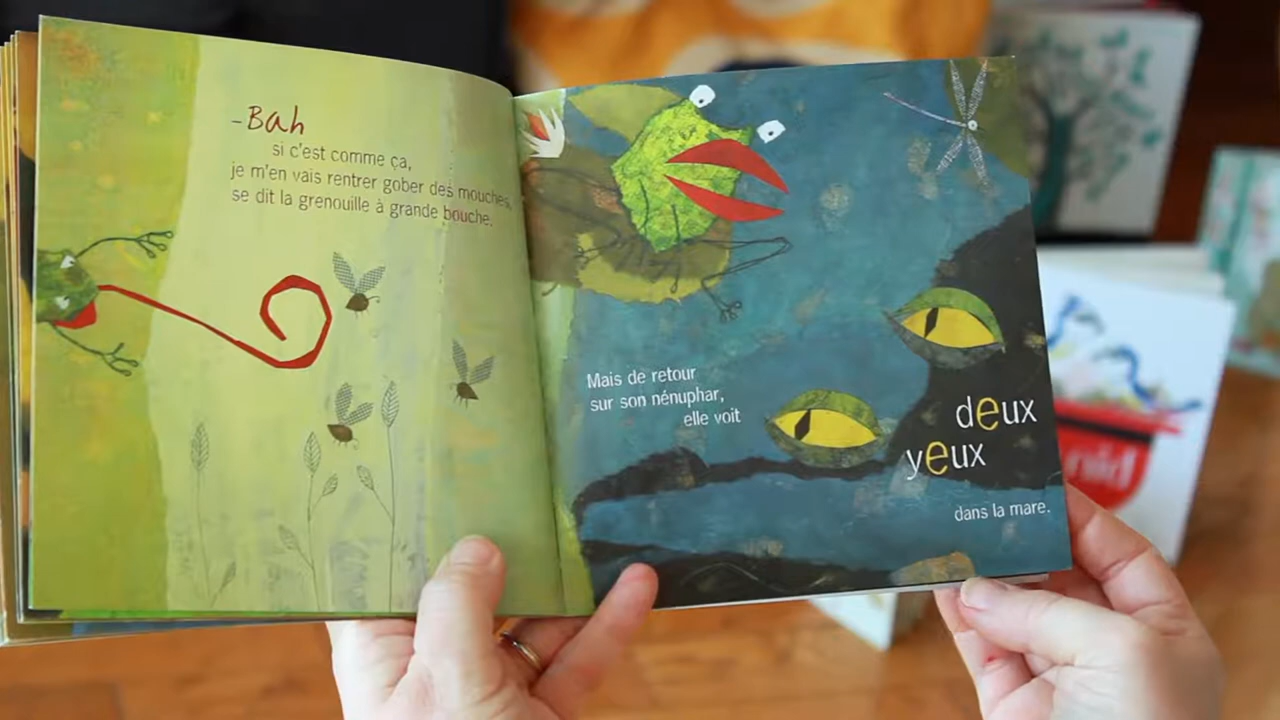 -Bah
si c'est comme ça,
je m'en vais rentrer gober des mouches,
se dit la grenouille à grande bouche.
Mais de retour
sur son nénuphar,
elle voit
deux
yeux
dans la mare.
nid